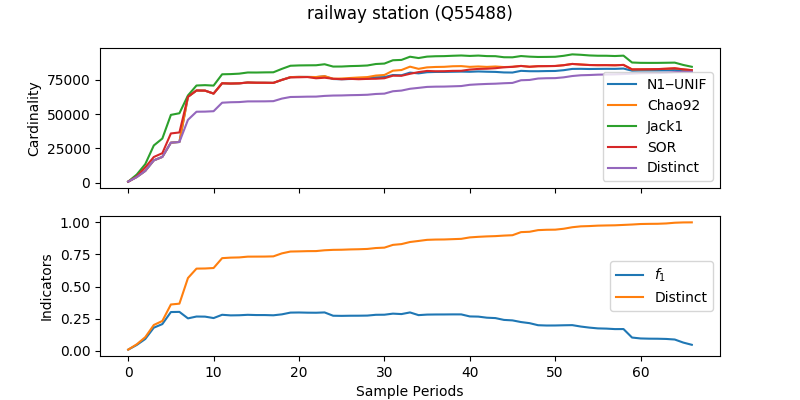 railway station (Q55488)
75000
50000
25000
0
Cardinality
N1−UNIF
Chao92
Jack1
SOR
Distinct
1.00
0.75
0.50
0.25
0.00
Indicators
f₁
Distinct
0 10 20 30 40 50 60
Sample Periods